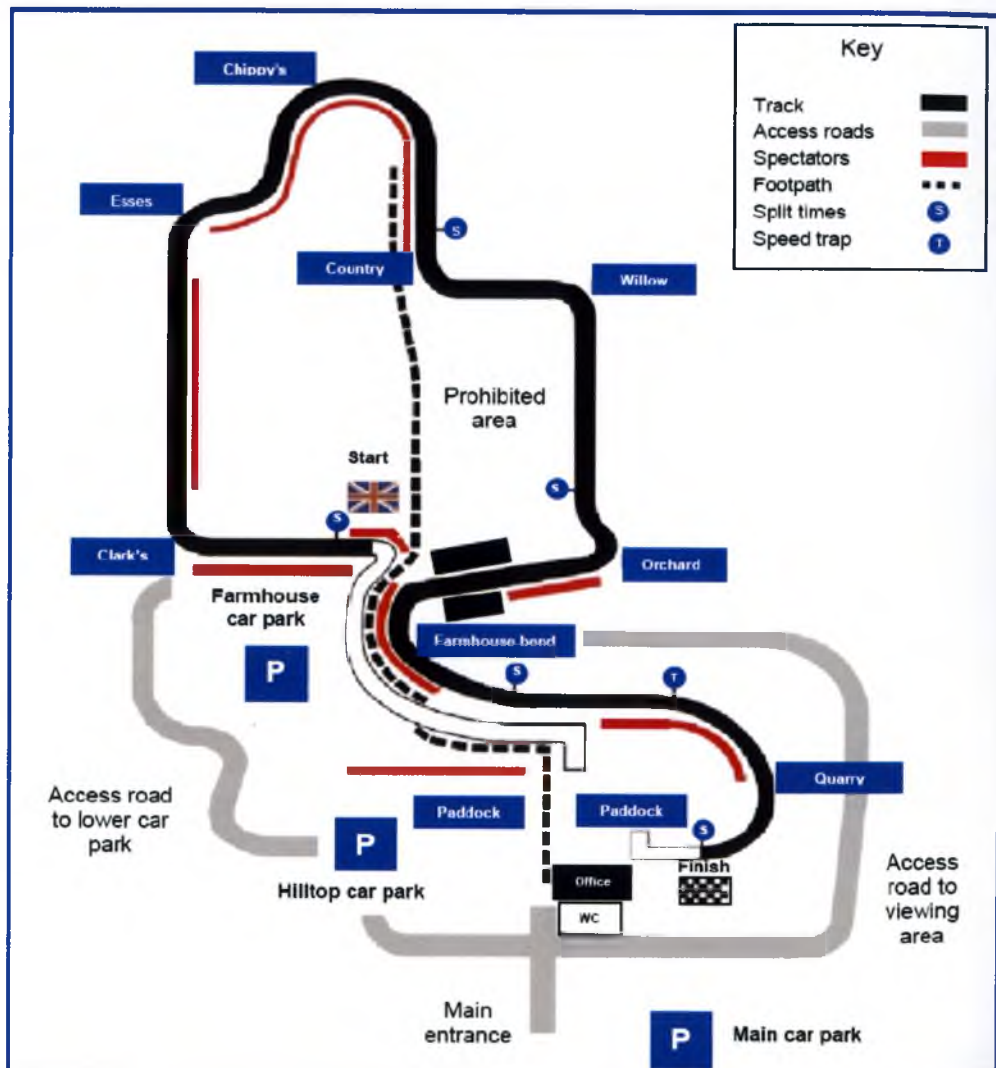 Chippy's
Key
Track
Access roads
Spectators
Footpath
Split times
S
Speed trap
T
Esses
S
Country
Willow
Prohibited
area
Start
S
S
Clark's
Orchard
Farmhouse
car park
P
Farmhouse bend
S
T
Quarry
Access road
to lower car
park
Paddock
Paddock
S
P
Hilltop car park
Office
WC
Finish
Access
road to
viewing
area
Main
entrance
P
Main car park